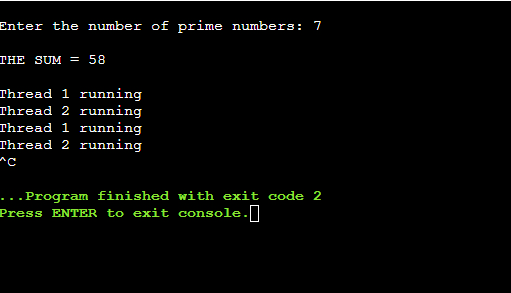 Enter the number of prime numbers: 7
THE SUM = 58
Thread 1 running
Thread 2 running
Thread 1 running
Thread 2 running
^C
...Program finished with exit code 2
Press ENTER to exit console.